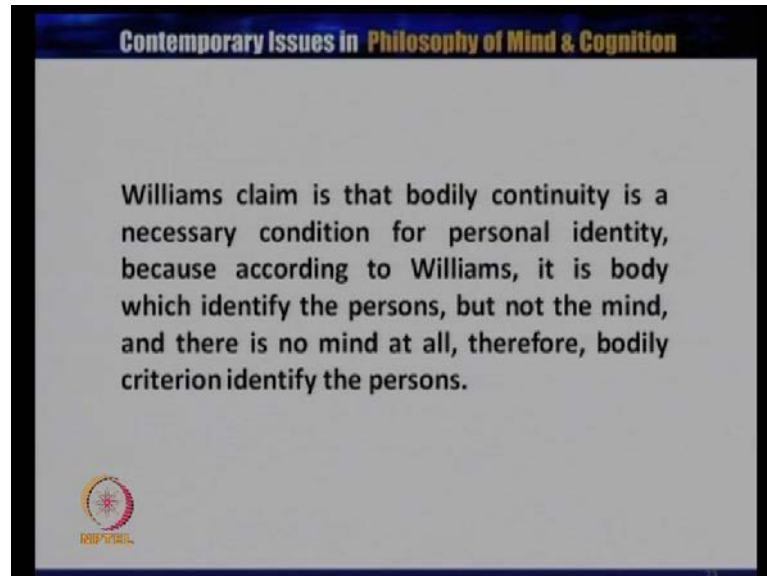 Contemporary Issues in Philosophy of Mind & Cognition
Williams claim is that bodily continuity is a
necessary condition for personal identity,
because according to Williams, it is body
which identify the persons, but not the mind,
and there is no mind at all, therefore, bodily
criterion identify the persons.
NPTEL